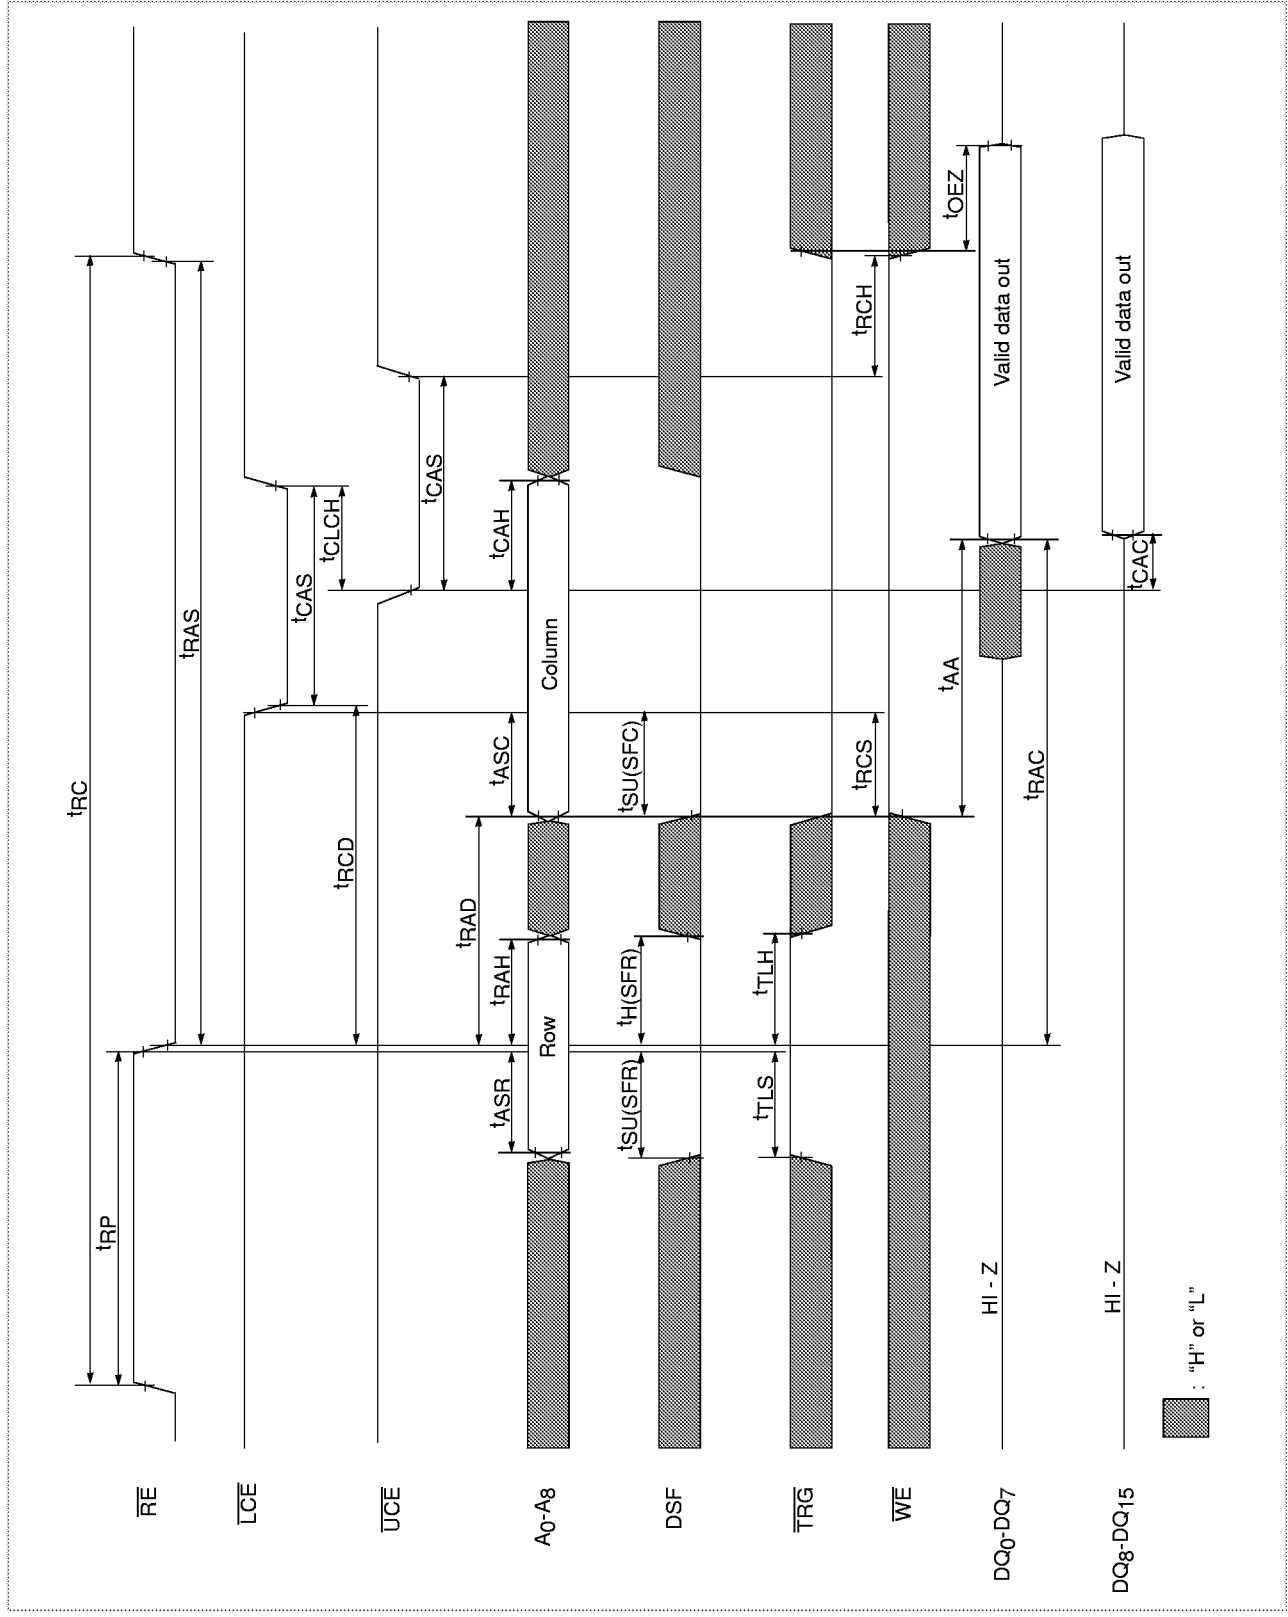 tRC
tRP
tRAS
RE
LCE
tRCD
tCAS
tCLCH
UCE
tCAS
tRAD
tASR
tRAH
tASC
tCAH
A0-A8
Row
Column
tSU(SFR)
tH(SFR)
tSU(SFC)
DSF
tTLS
tTLH
TRG
tRCS
tRCH
WE
tAA
tOEZ
DQ0-DQ7
HI - Z
Valid data out
tRAC
DQ8-DQ15
HI - Z
Valid data out
tCAC
: “H” or “L”